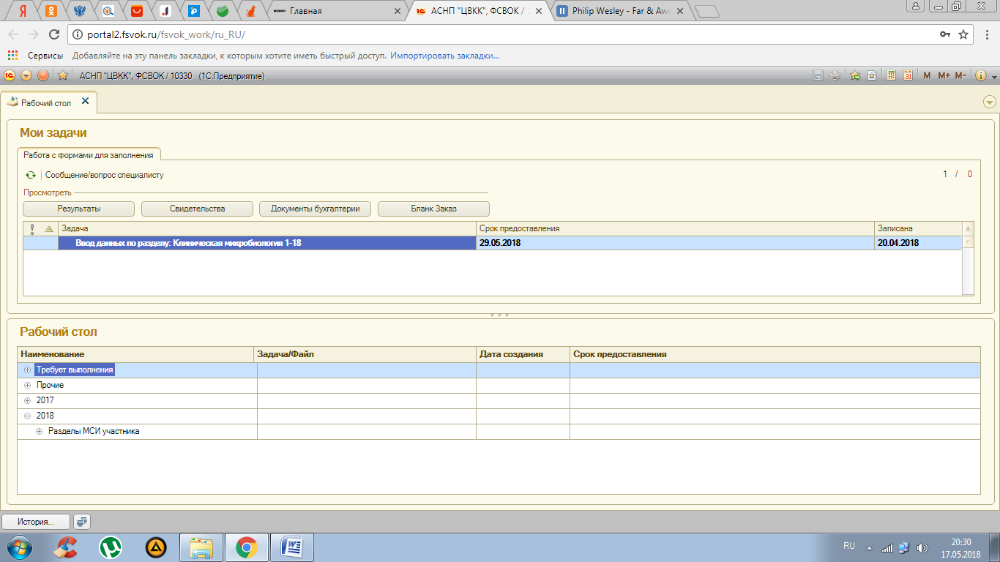 Главная
АСНП "ЦВКК", ФСВОК /
Philip Wesley - Far & Awa
portal2.fsvok.ru/fsvok_work/ru_RU/
Сервисы Добавляйте на эту панель закладки, к которым хотите иметь быстрый доступ. Импортировать закладки...
АСНП "ЦВКК", ФСВОК / 10330 (1С:Предприятие)
M M+ M-
Рабочий стол
Мои задачи
Работа с формами для заполнения
Сообщение/вопрос специалисту 1 / 0
Просмотреть
Результаты Свидетельства Документы бухгалтерии Бланк Заказ
Задача Срок предоставления Записана
Ввод данных по разделу: Клиническая микробиология 1-18 29.05.2018 20.04.2018
Рабочий стол
Наименование Задача/Файл Дата создания Срок предоставления
Требует выполнения
Прочие
2017
2018
Разделы МСИ участника
История...
RU 20:30
17.05.2018